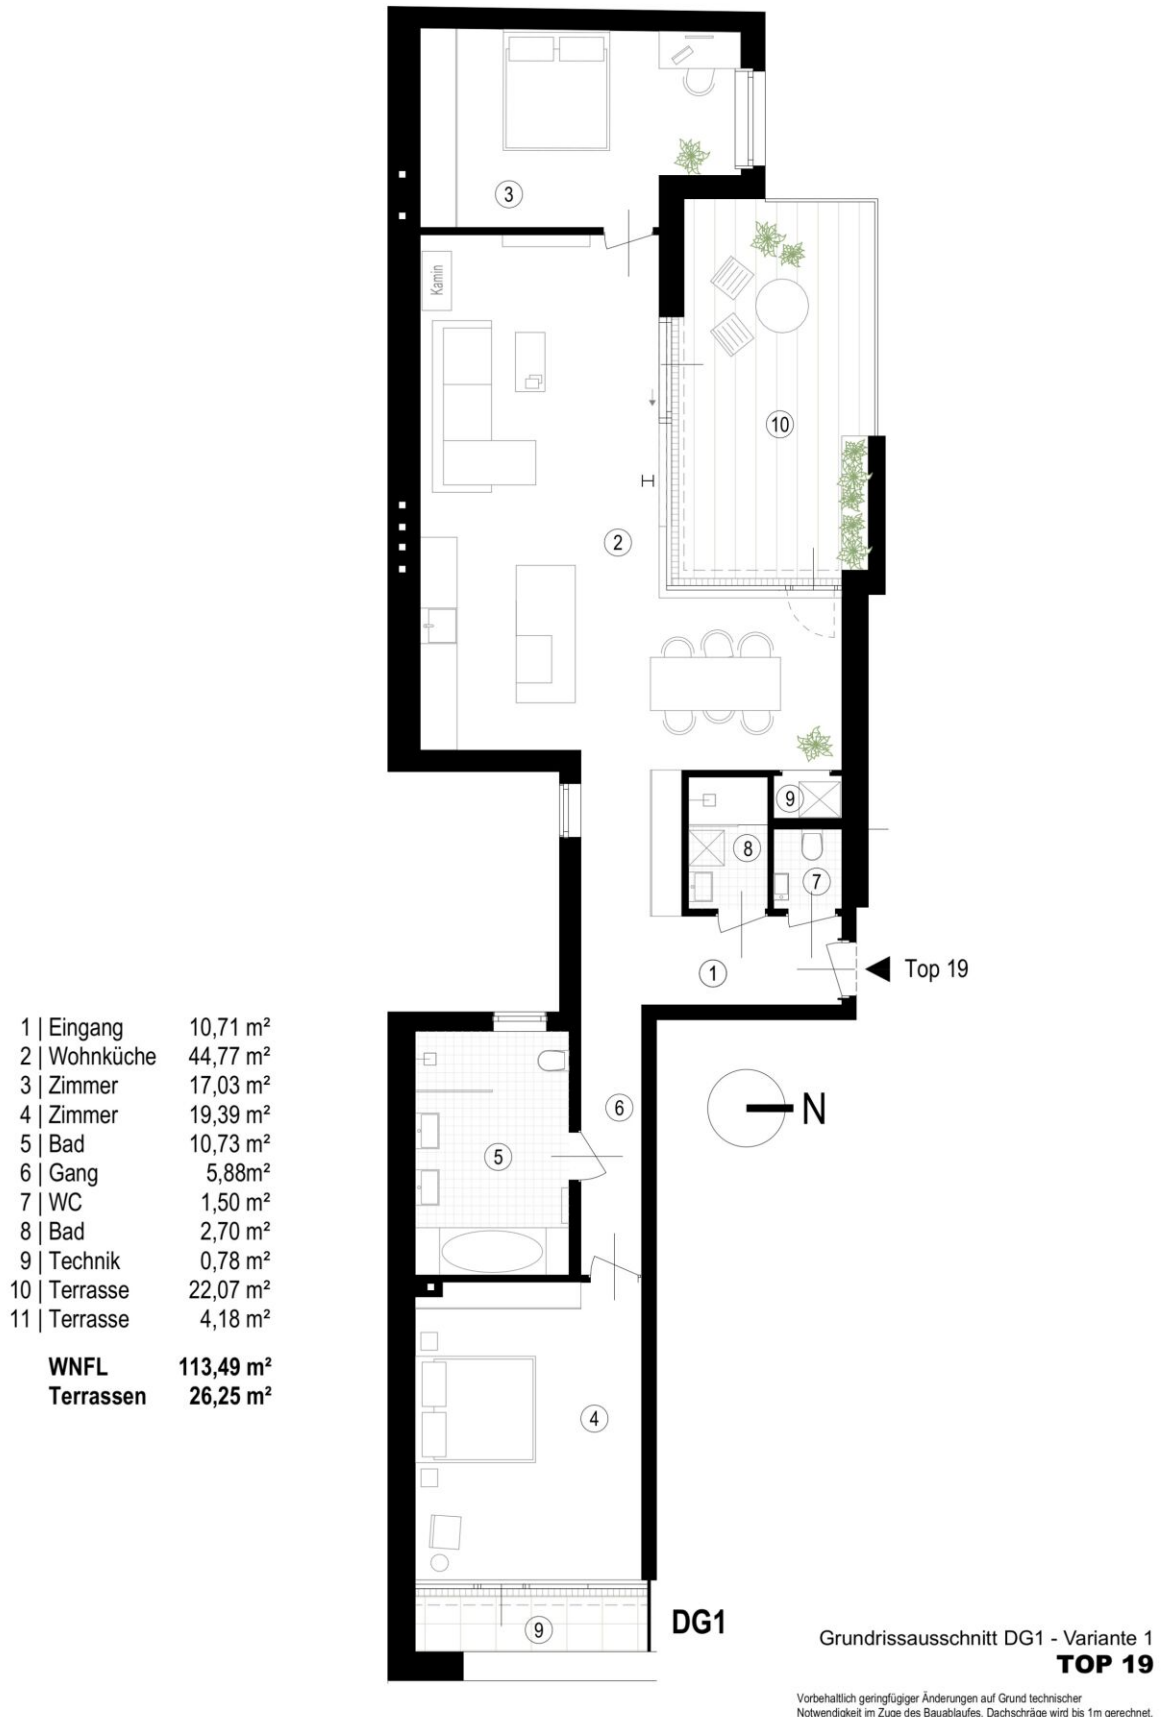 3
Kamin
10
2
9
8
7
1
Top 19
1 | Eingang 10,71 m²
2 | Wohnküche 44,77 m²
3 | Zimmer 17,03 m²
4 | Zimmer 19,39 m²
5 | Bad 10,73 m²
6 | Gang 5,88m²
7 | WC 1,50 m²
8 | Bad 2,70 m²
9 | Technik 0,78 m²
10 | Terrasse 22,07 m²
11 | Terrasse 4,18 m²
WNFL 113,49 m²
Terrassen 26,25 m²
6
N
5
4
9
DG1
Grundrissausschnitt DG1 - Variante 1
TOP 19
Vorbehaltlich geringfügiger Änderungen auf Grund technischer
Notwendigkeit im Zuge des Bauablaufes. Dachschräge wird bis 1m gerechnet.